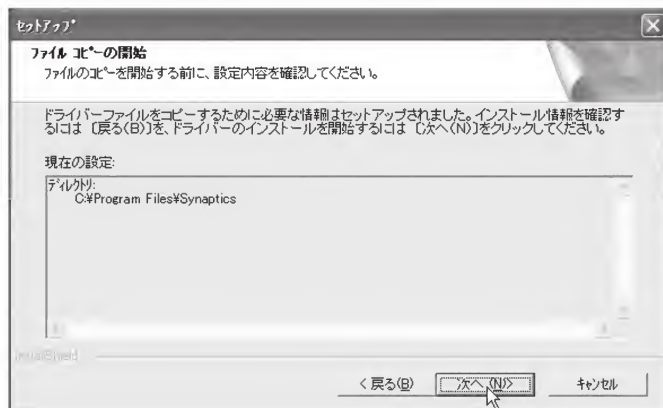 セットアップ
ファイル コピーの開始
ファイルのコピーを開始する前に、設定内容を確認してください。
ドライバーファイルをコピーするために必要な情報はセットアップされました。インストール情報を確認す
るには [戻る(B)]を、ドライバーのインストールを開始するには [次へ(N)]をクリックしてください。
現在の設定:
ディレクトリ:
C:¥Program Files¥Synaptics
InstallShield
< 戻る(B) 次へ (N)> キャンセル